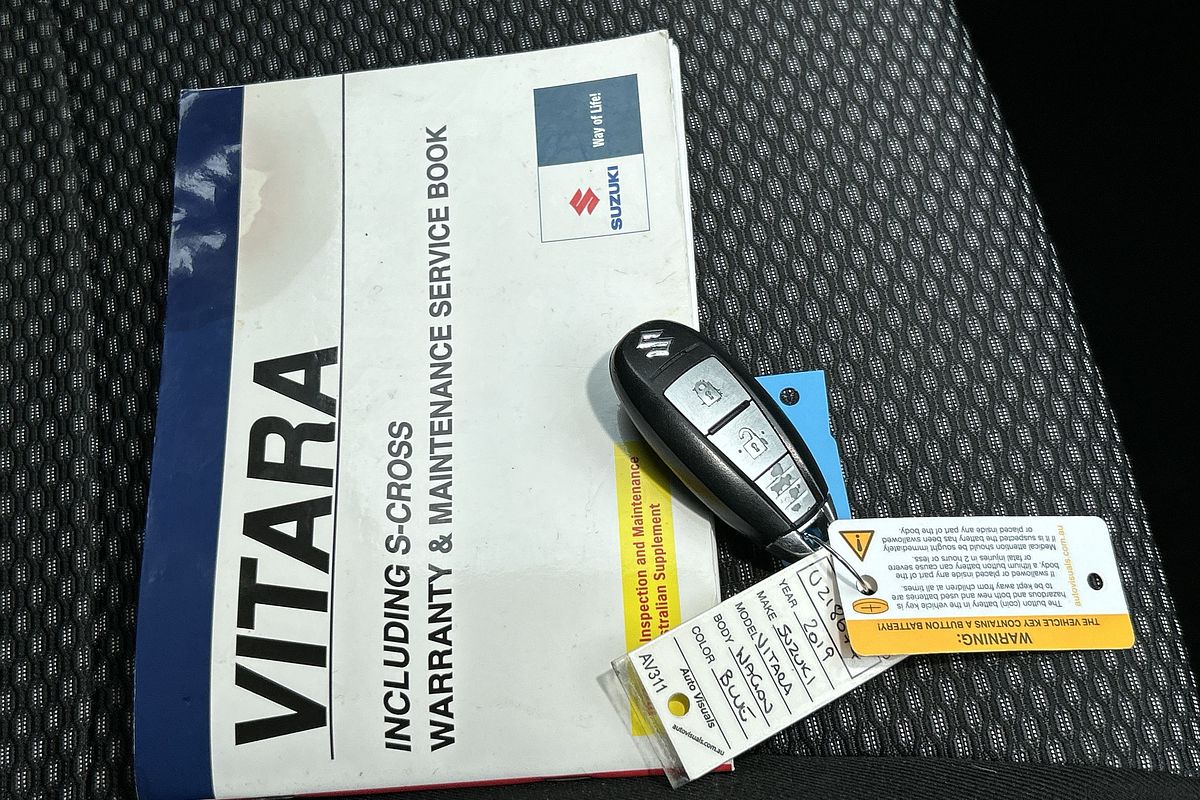 VITARA
INCLUDING S-CROSS
WARRANTY & MAINTENANCE SERVICE BOOK
Way of Life!
SUZUKI
Inspection and Maintenance
stralian Supplement
YEAR 2019
MAKE SUZUKI
MODEL VITARA
BODY WAGON
COLOR BLUE
Auto Visuals
autovisuals.com.au
AV311
WARNING:
THE VEHICLE KEY CONTAINS A BUTTON BATTERY!
The button (coin) battery in the vehicle key is
hazardous and both new and used batteries are
to be kept away from children at all times.
If swallowed or placed inside any part of the
body, a lithium button battery can cause severe
or fatal injuries in 2 hours or less.
Medical attention should be sought immediately
if it is suspected the battery has been swallowed
or placed inside any part of the body.
autovisuals.com.au